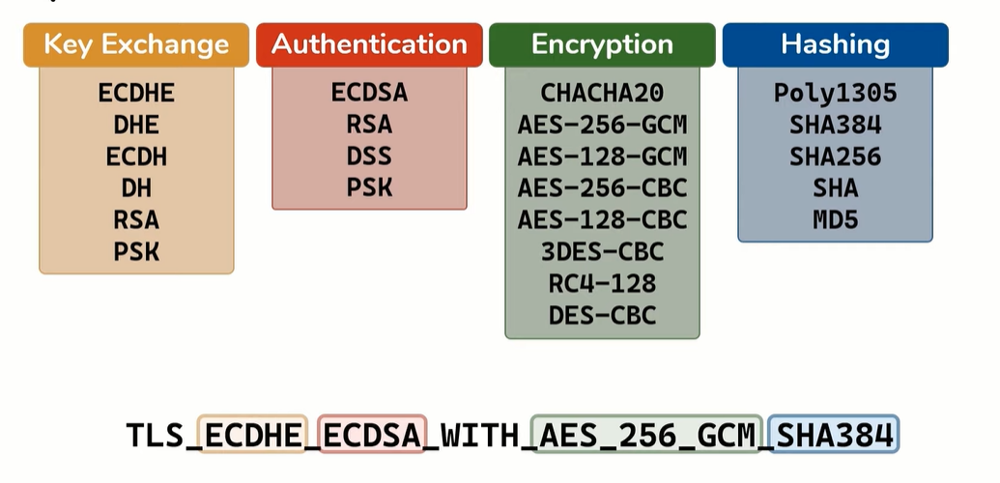 Key Exchange
ECDHE
DHE
ECDH
DH
RSA
PSK
Authentication
ECDSA
RSA
DSS
PSK
Encryption
CHACHA20
AES-256-GCM
AES-128-GCM
AES-256-CBC
AES-128-CBC
3DES-CBC
RC4-128
DES-CBC
Hashing
Poly1305
SHA384
SHA256
SHA
MD5
TLS_ECDHE_ECDSA_WITH_AES_256_GCM_SHA384